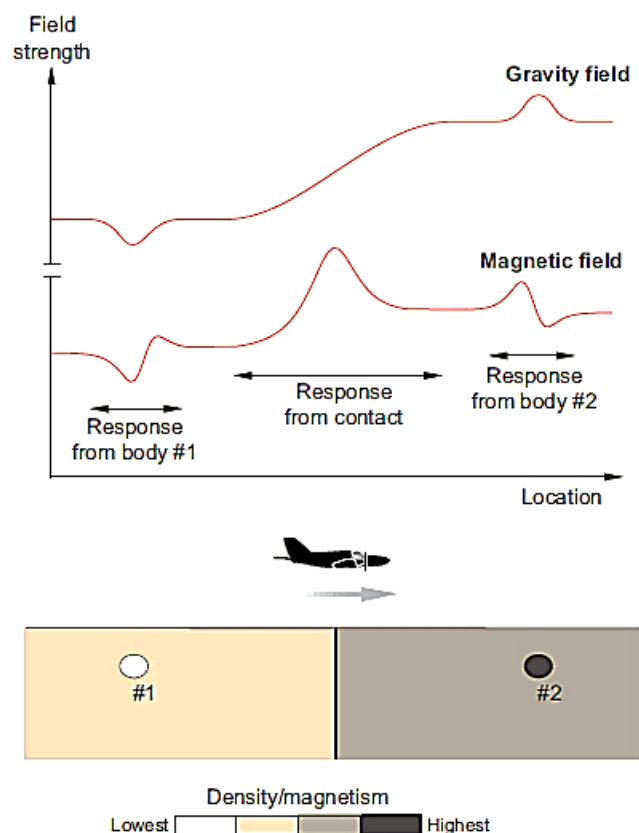 Field
strength
Gravity field
Magnetic field
Response
from body #1
Response
from contact
Response
from body #2
Location
#1
#2
Density/magnetism
Lowest
Highest